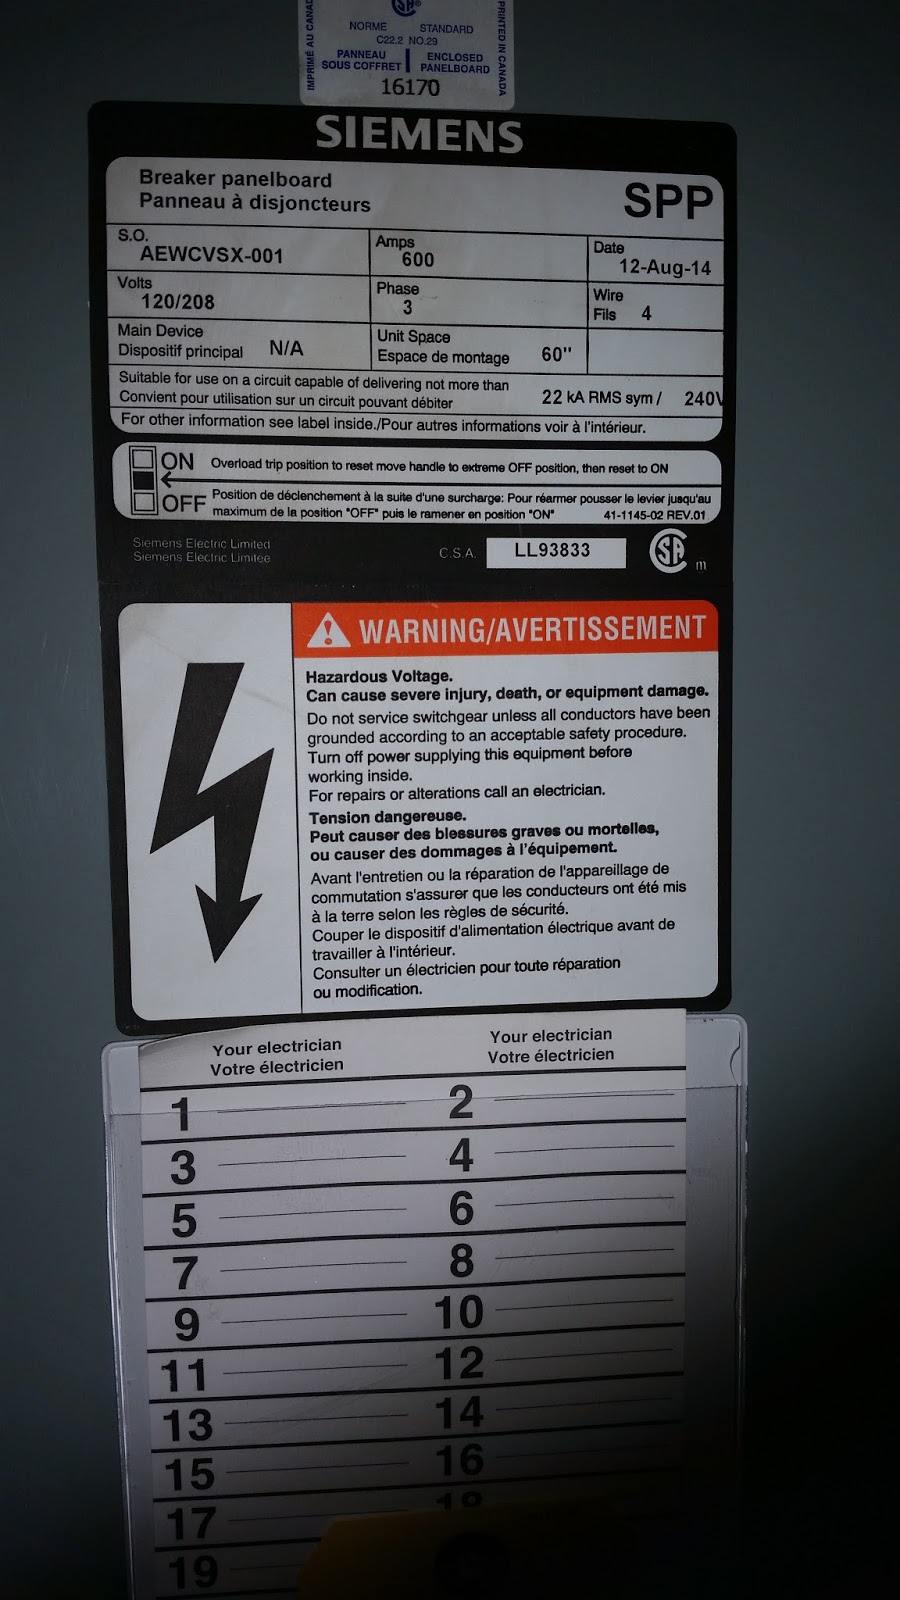 IMPRIMÉ AU CANADA
NORME STANDARD
C22.2 NO.29
PANNEAU SOUS COFFRET
ENCLOSED PANELBOARD
16170
PRINTED IN CANADA
SIEMENS
Breaker panelboard
Panneau à disjoncteurs
SPP
S.O. AEWCVSX-001
Amps 600
Date 12-Aug-14
Volts 120/208
Phase 3
Wire
Fils 4
Main Device
Dispositif principal N/A
Unit Space
Espace de montage 60"
Suitable for use on a circuit capable of delivering not more than
Convient pour utilisation sur un circuit pouvant débiter
22 kA RMS sym / 240V
For other information see label inside./Pour autres informations voir à l'intérieur.
ON
OFF
Overload trip position to reset move handle to extreme OFF position, then reset to ON
Position de déclenchement à la suite d'une surcharge: Pour réarmer pousser le levier jusqu'au
maximum de la position "OFF" puis le ramener en position "ON" 41-1145-02 REV.01
Siemens Electric Limited
Siemens Electric Limitee
C.S.A. LL93833
SA m
WARNING/AVERTISSEMENT
Hazardous Voltage.
Can cause severe injury, death, or equipment damage.
Do not service switchgear unless all conductors have been
grounded according to an acceptable safety procedure.
Turn off power supplying this equipment before
working inside.
For repairs or alterations call an electrician.
Tension dangereuse.
Peut causer des blessures graves ou mortelles,
ou causer des dommages à l'équipement.
Avant l'entretien ou la réparation de l'appareillage de
commutation s'assurer que les conducteurs ont été mis
à la terre selon les règles de sécurité.
Couper le dispositif d'alimentation électrique avant de
travailler à l'intérieur.
Consulter un électricien pour toute réparation
ou modification.
Your electrician Your electrician
Votre électricien Votre électricien
1 2
3 4
5 6
7 8
9 10
11 12
13 14
15 16
17 18
19